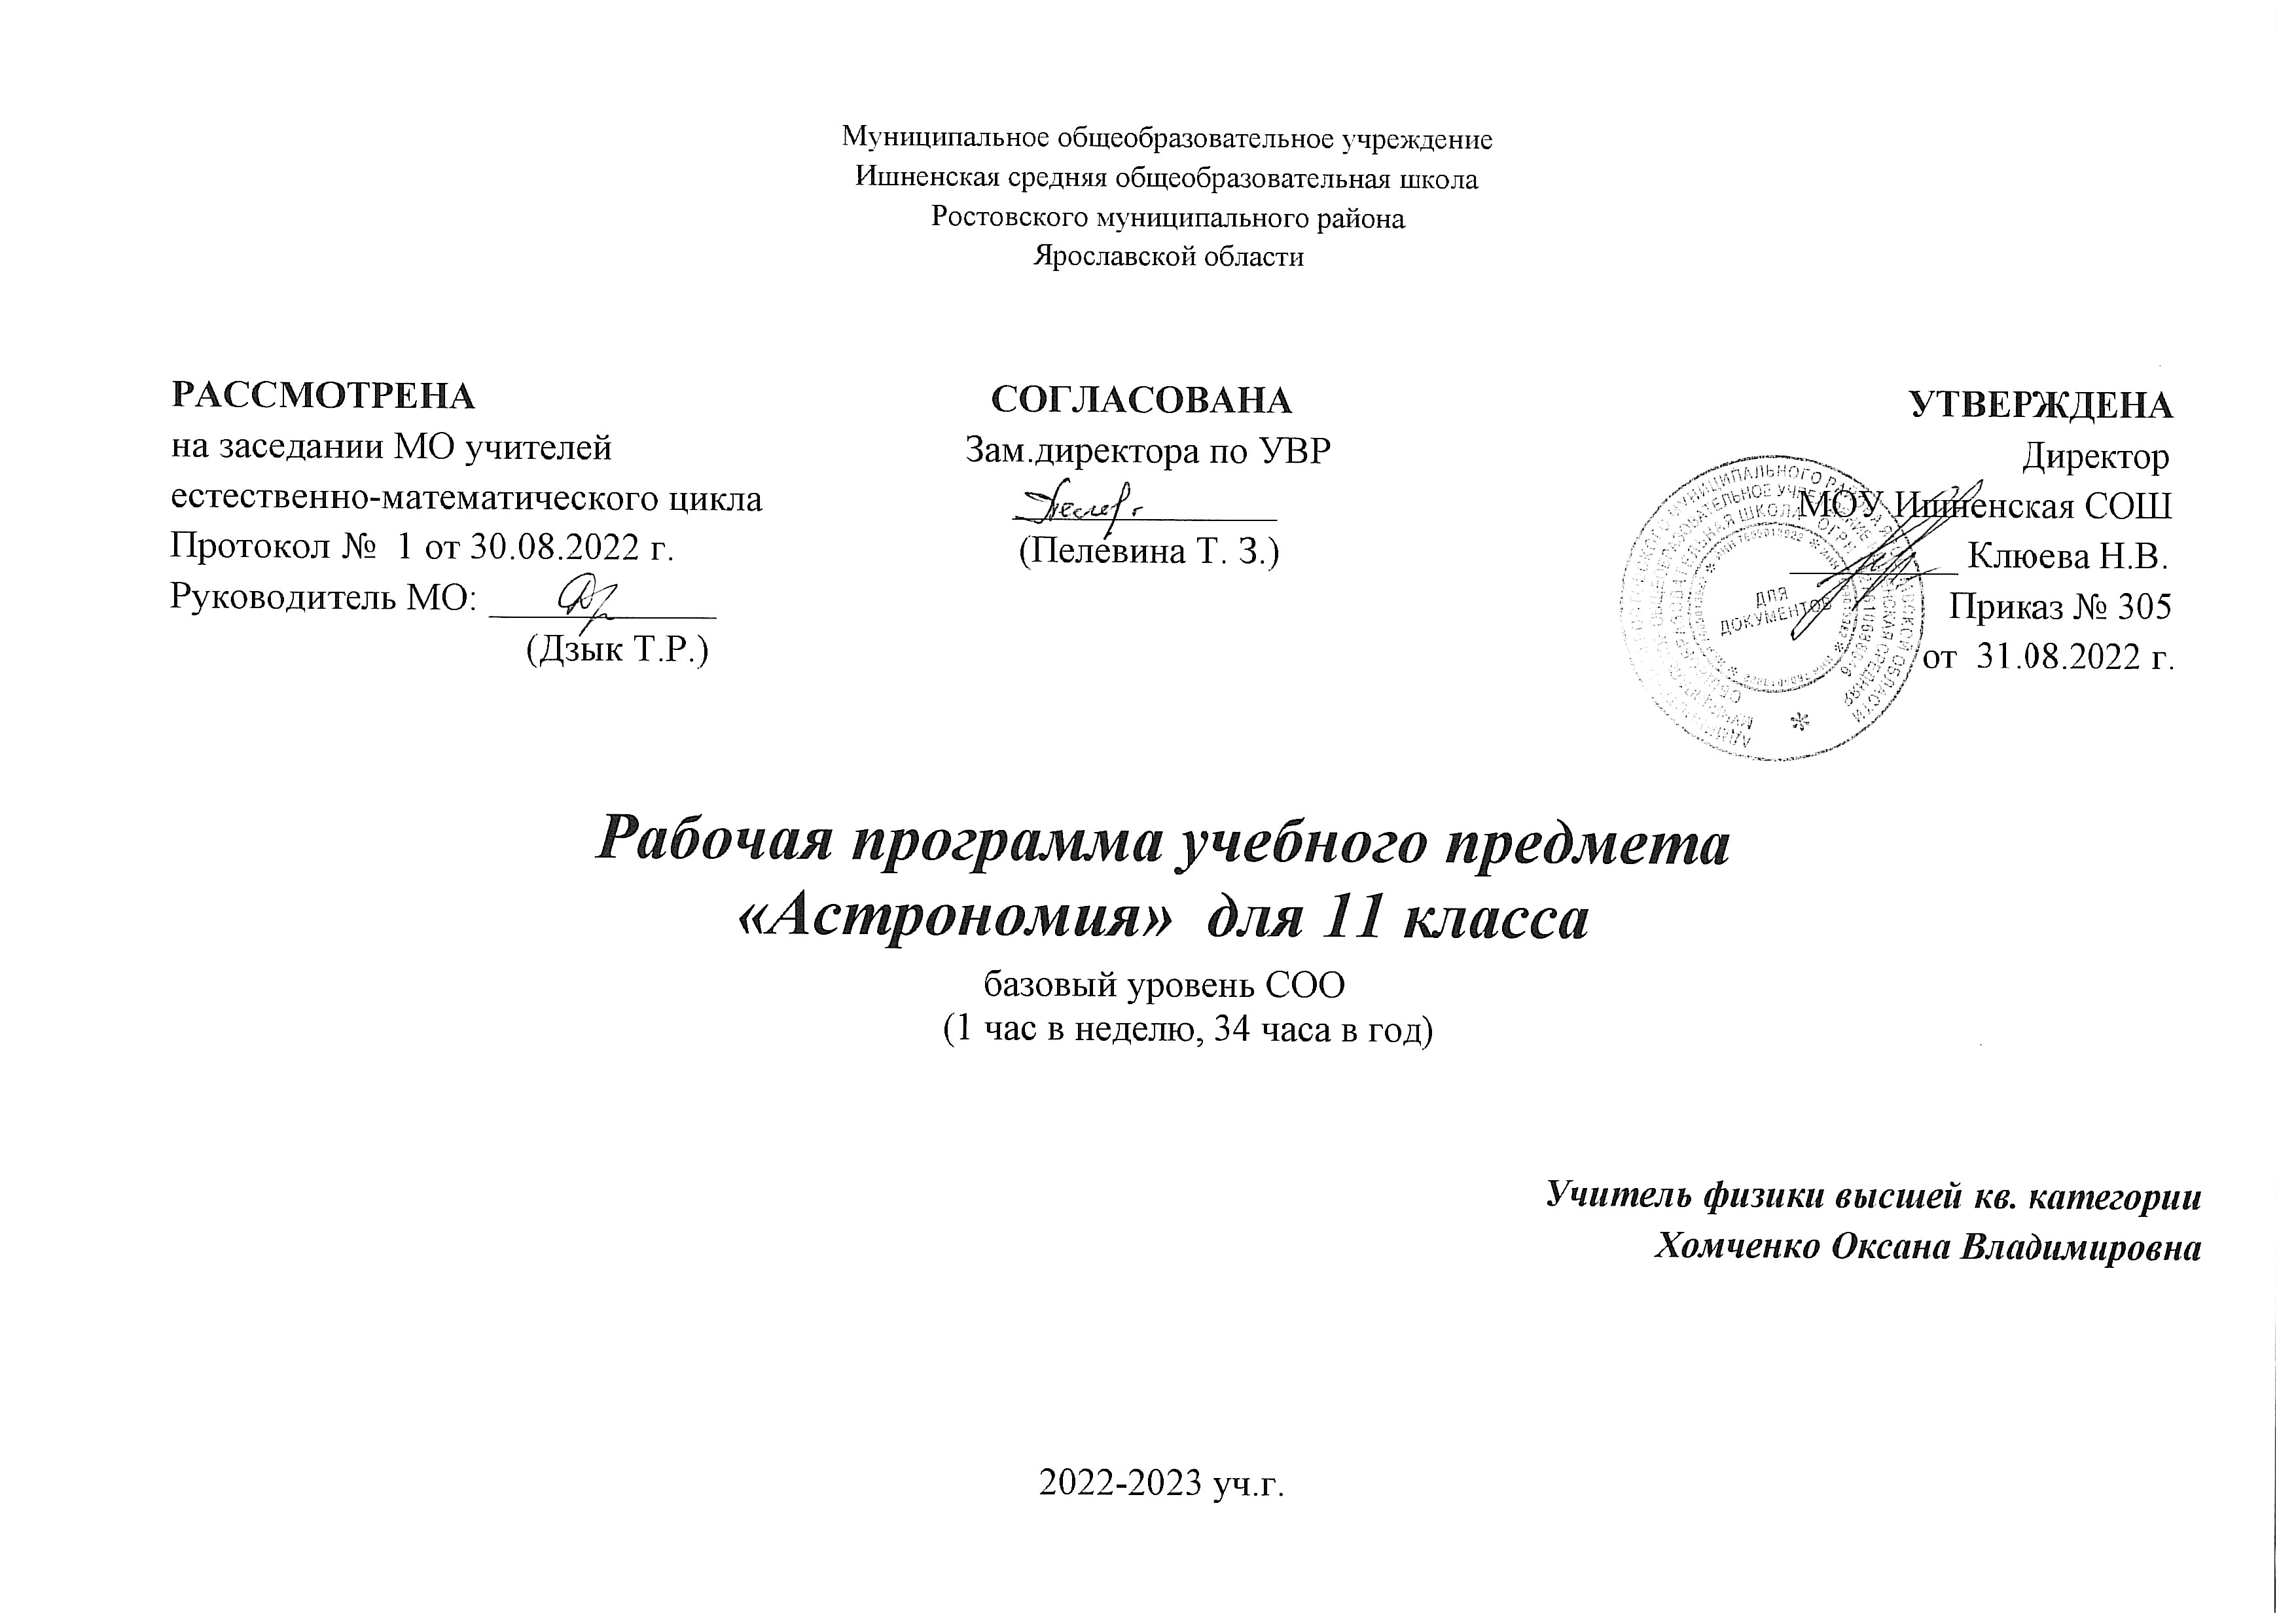 Муниципальное общеобразовательное учреждение
Ишненская средняя общеобразовательная школа
Ростовского муниципального района
Ярославской области
РАССМОТРЕНА
на заседании МО учителей
естественно-математического цикла
Протокол № 1 от 30.08.2022 г.
Руководитель МО:
(Дзык Т.Р.)
СОГЛАСОВАНА
Зам.директора по УВР
(Пелевина Т. З.)
УТВЕРЖДЕНА
Директор
МОУ Ишненская СОШ
Клюева Н.В.
Приказ № 305
от 31.08.2022 г.
ДЛЯ
ДОКУМЕНТОВ
Рабочая программа учебного предмета
«Астрономия» для 11 класса
базовый уровень СОО
(1 час в неделю, 34 часа в год)
Учитель физики высшей кв. категории
Хомченко Оксана Владимировна
2022-2023 уч.г.